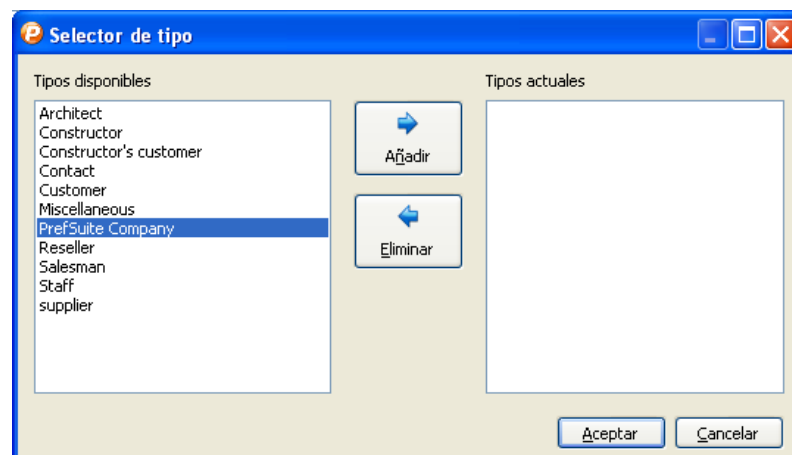 Selector de tipo
Tipos disponibles
Tipos actuales
Architect
Constructor
Constructor's customer
Contact
Customer
Miscellaneous
PrefSuite Company
Reseller
Salesman
Staff
supplier
Añadir
Eliminar
Aceptar
Cancelar